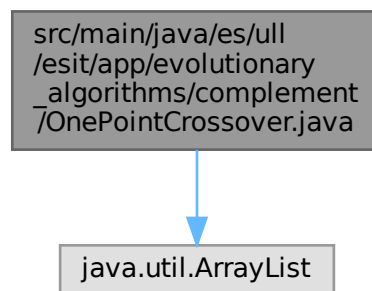 src/main/java/es/ull
/esit/app/evolutionary
_algorithms/complement
/OnePointCrossover.java
java.util.ArrayList